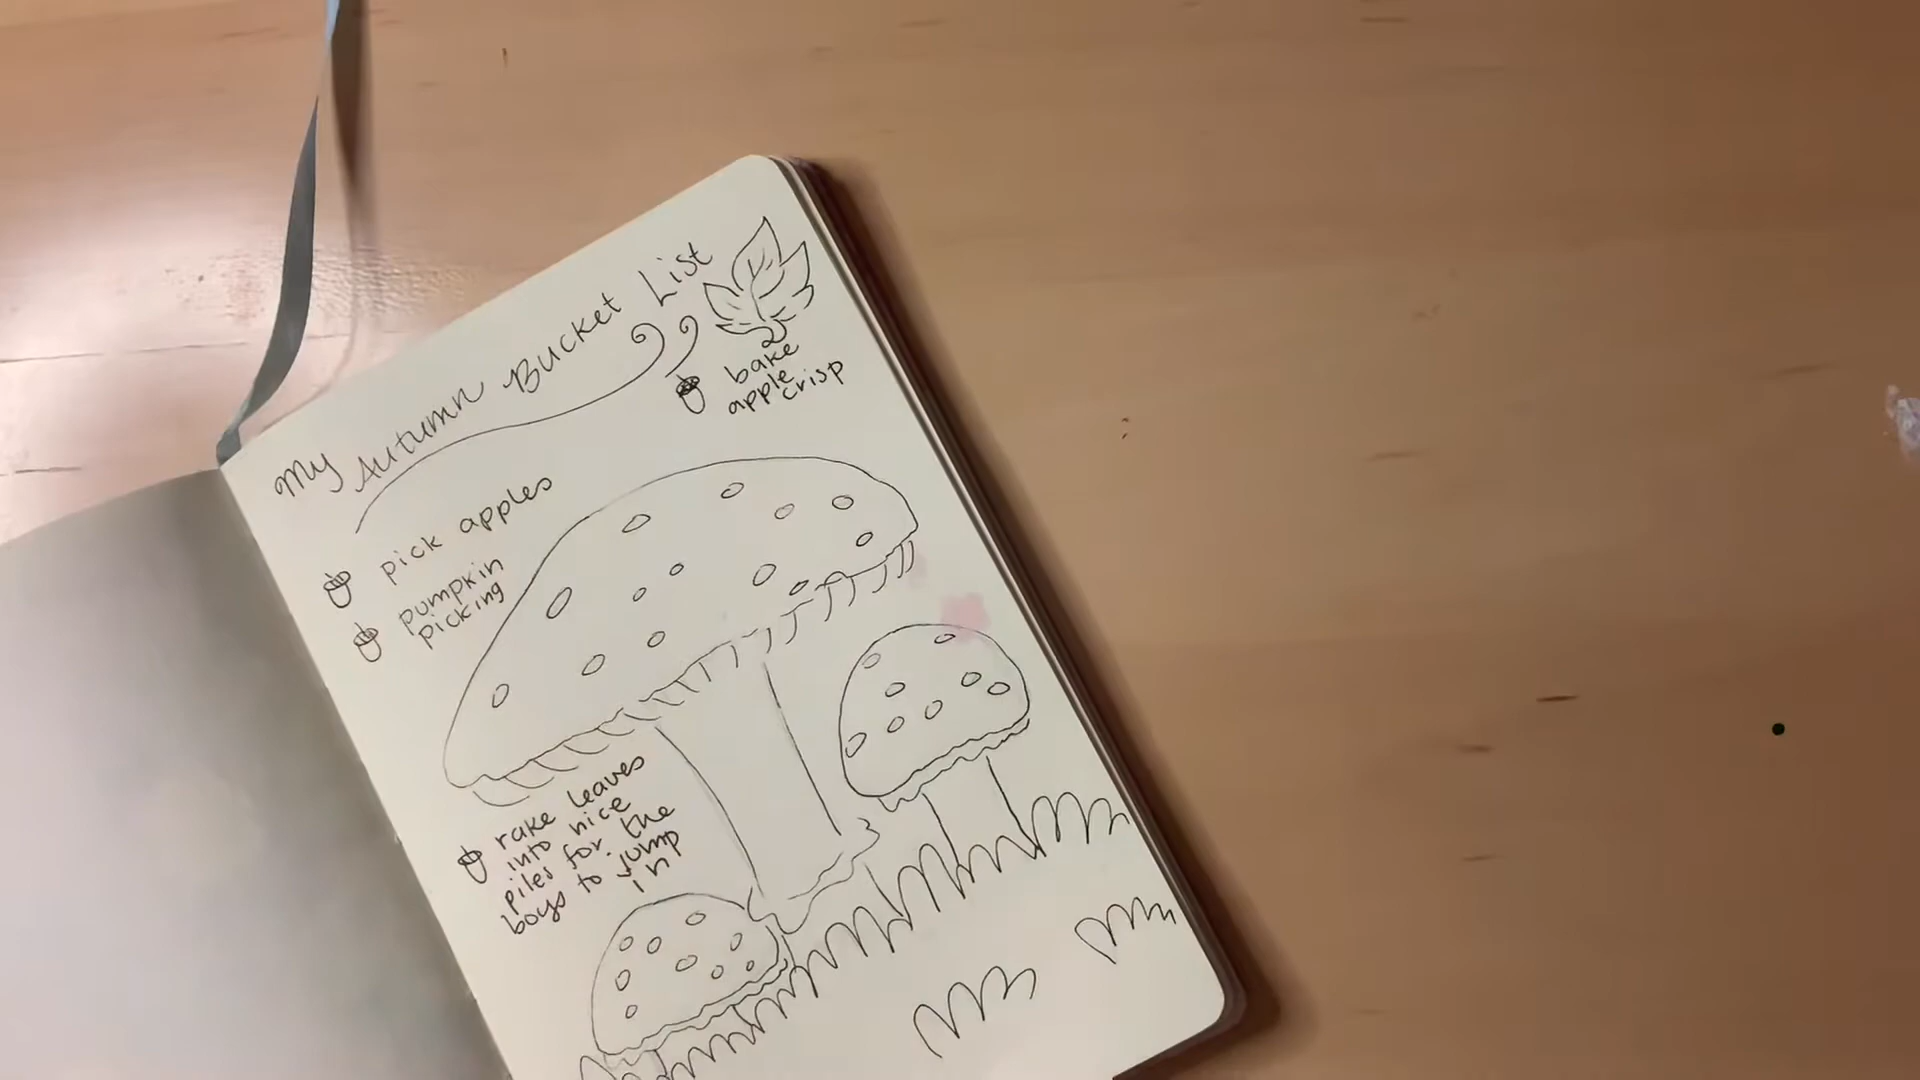 My Autumn Bucket List
bake
apple
crisp
pick apples
pumpkin
picking
rake leaves
into nice
piles for the
boys to jump
in